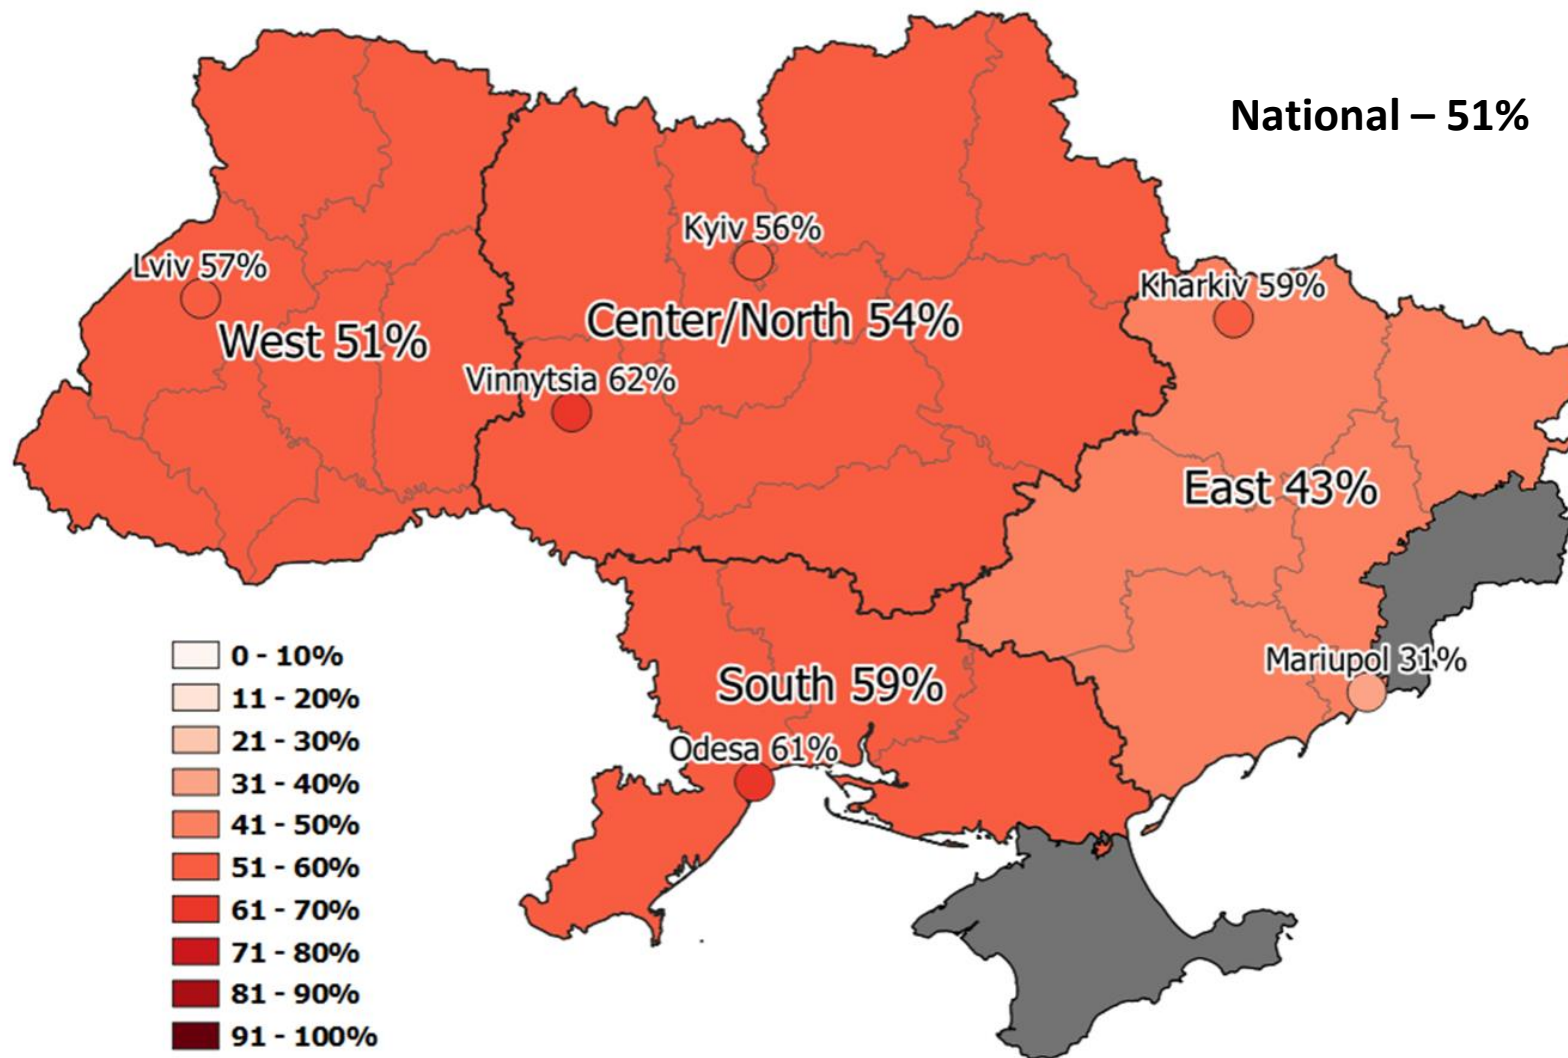 National – 51%
Kyiv 56%
Lviv 57%
Kharkiv 59%
Center/North 54%
West 51%
Vinnytsia 62%
East 43%
Mariupol 31%
South 59%
Odesa 61%
0 - 10%
11 - 20%
21 - 30%
31 - 40%
41 - 50%
51 - 60%
61 - 70%
71 - 80%
81 - 90%
91 - 100%